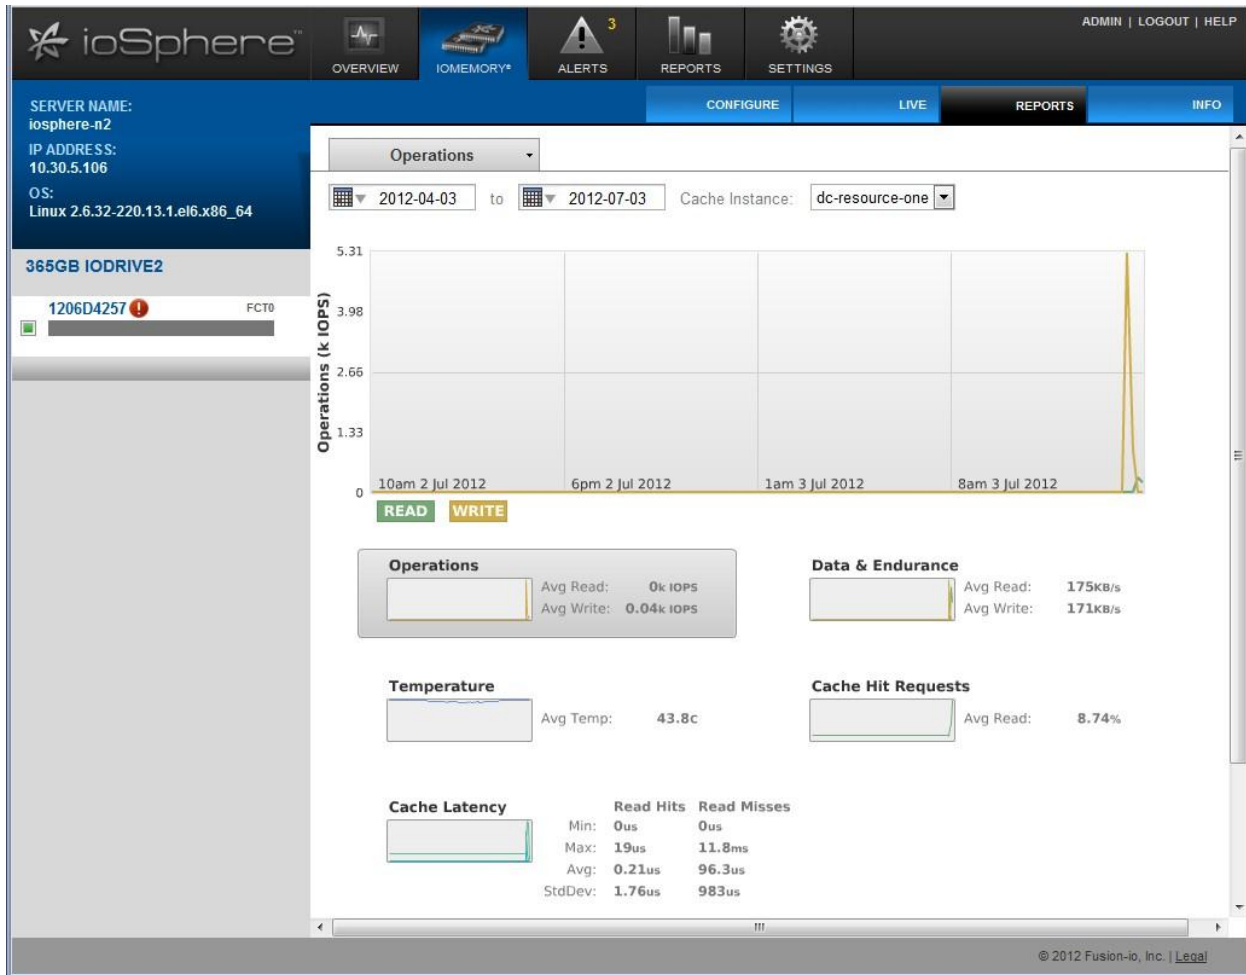 ioSphere™
OVERVIEW
IOMEMORY®
3
ALERTS
REPORTS
SETTINGS
ADMIN | LOGOUT | HELP
SERVER NAME:
iosphere-n2
IP ADDRESS:
10.30.5.106
OS:
Linux 2.6.32-220.13.1.el6.x86_64
CONFIGURE LIVE REPORTS INFO
365GB IODRIVE2
1206D4257 FCT0
Operations
2012-04-03 to 2012-07-03 Cache Instance: dc-resource-one
Operations (k IOPS)
5.31
3.98
2.66
1.33
0
10am 2 Jul 2012 6pm 2 Jul 2012 1am 3 Jul 2012 8am 3 Jul 2012
READ WRITE
Operations
Avg Read: 0k IOPS
Avg Write: 0.04k IOPS
Data & Endurance
Avg Read: 175KB/s
Avg Write: 171KB/s
Temperature
Avg Temp: 43.8C
Cache Hit Requests
Avg Read: 8.74%
Cache Latency
Read Hits Read Misses
Min: 0us 0us
Max: 19us 11.8ms
Avg: 0.21us 96.3us
StdDev: 1.76us 983us
© 2012 Fusion-io, Inc. | Legal